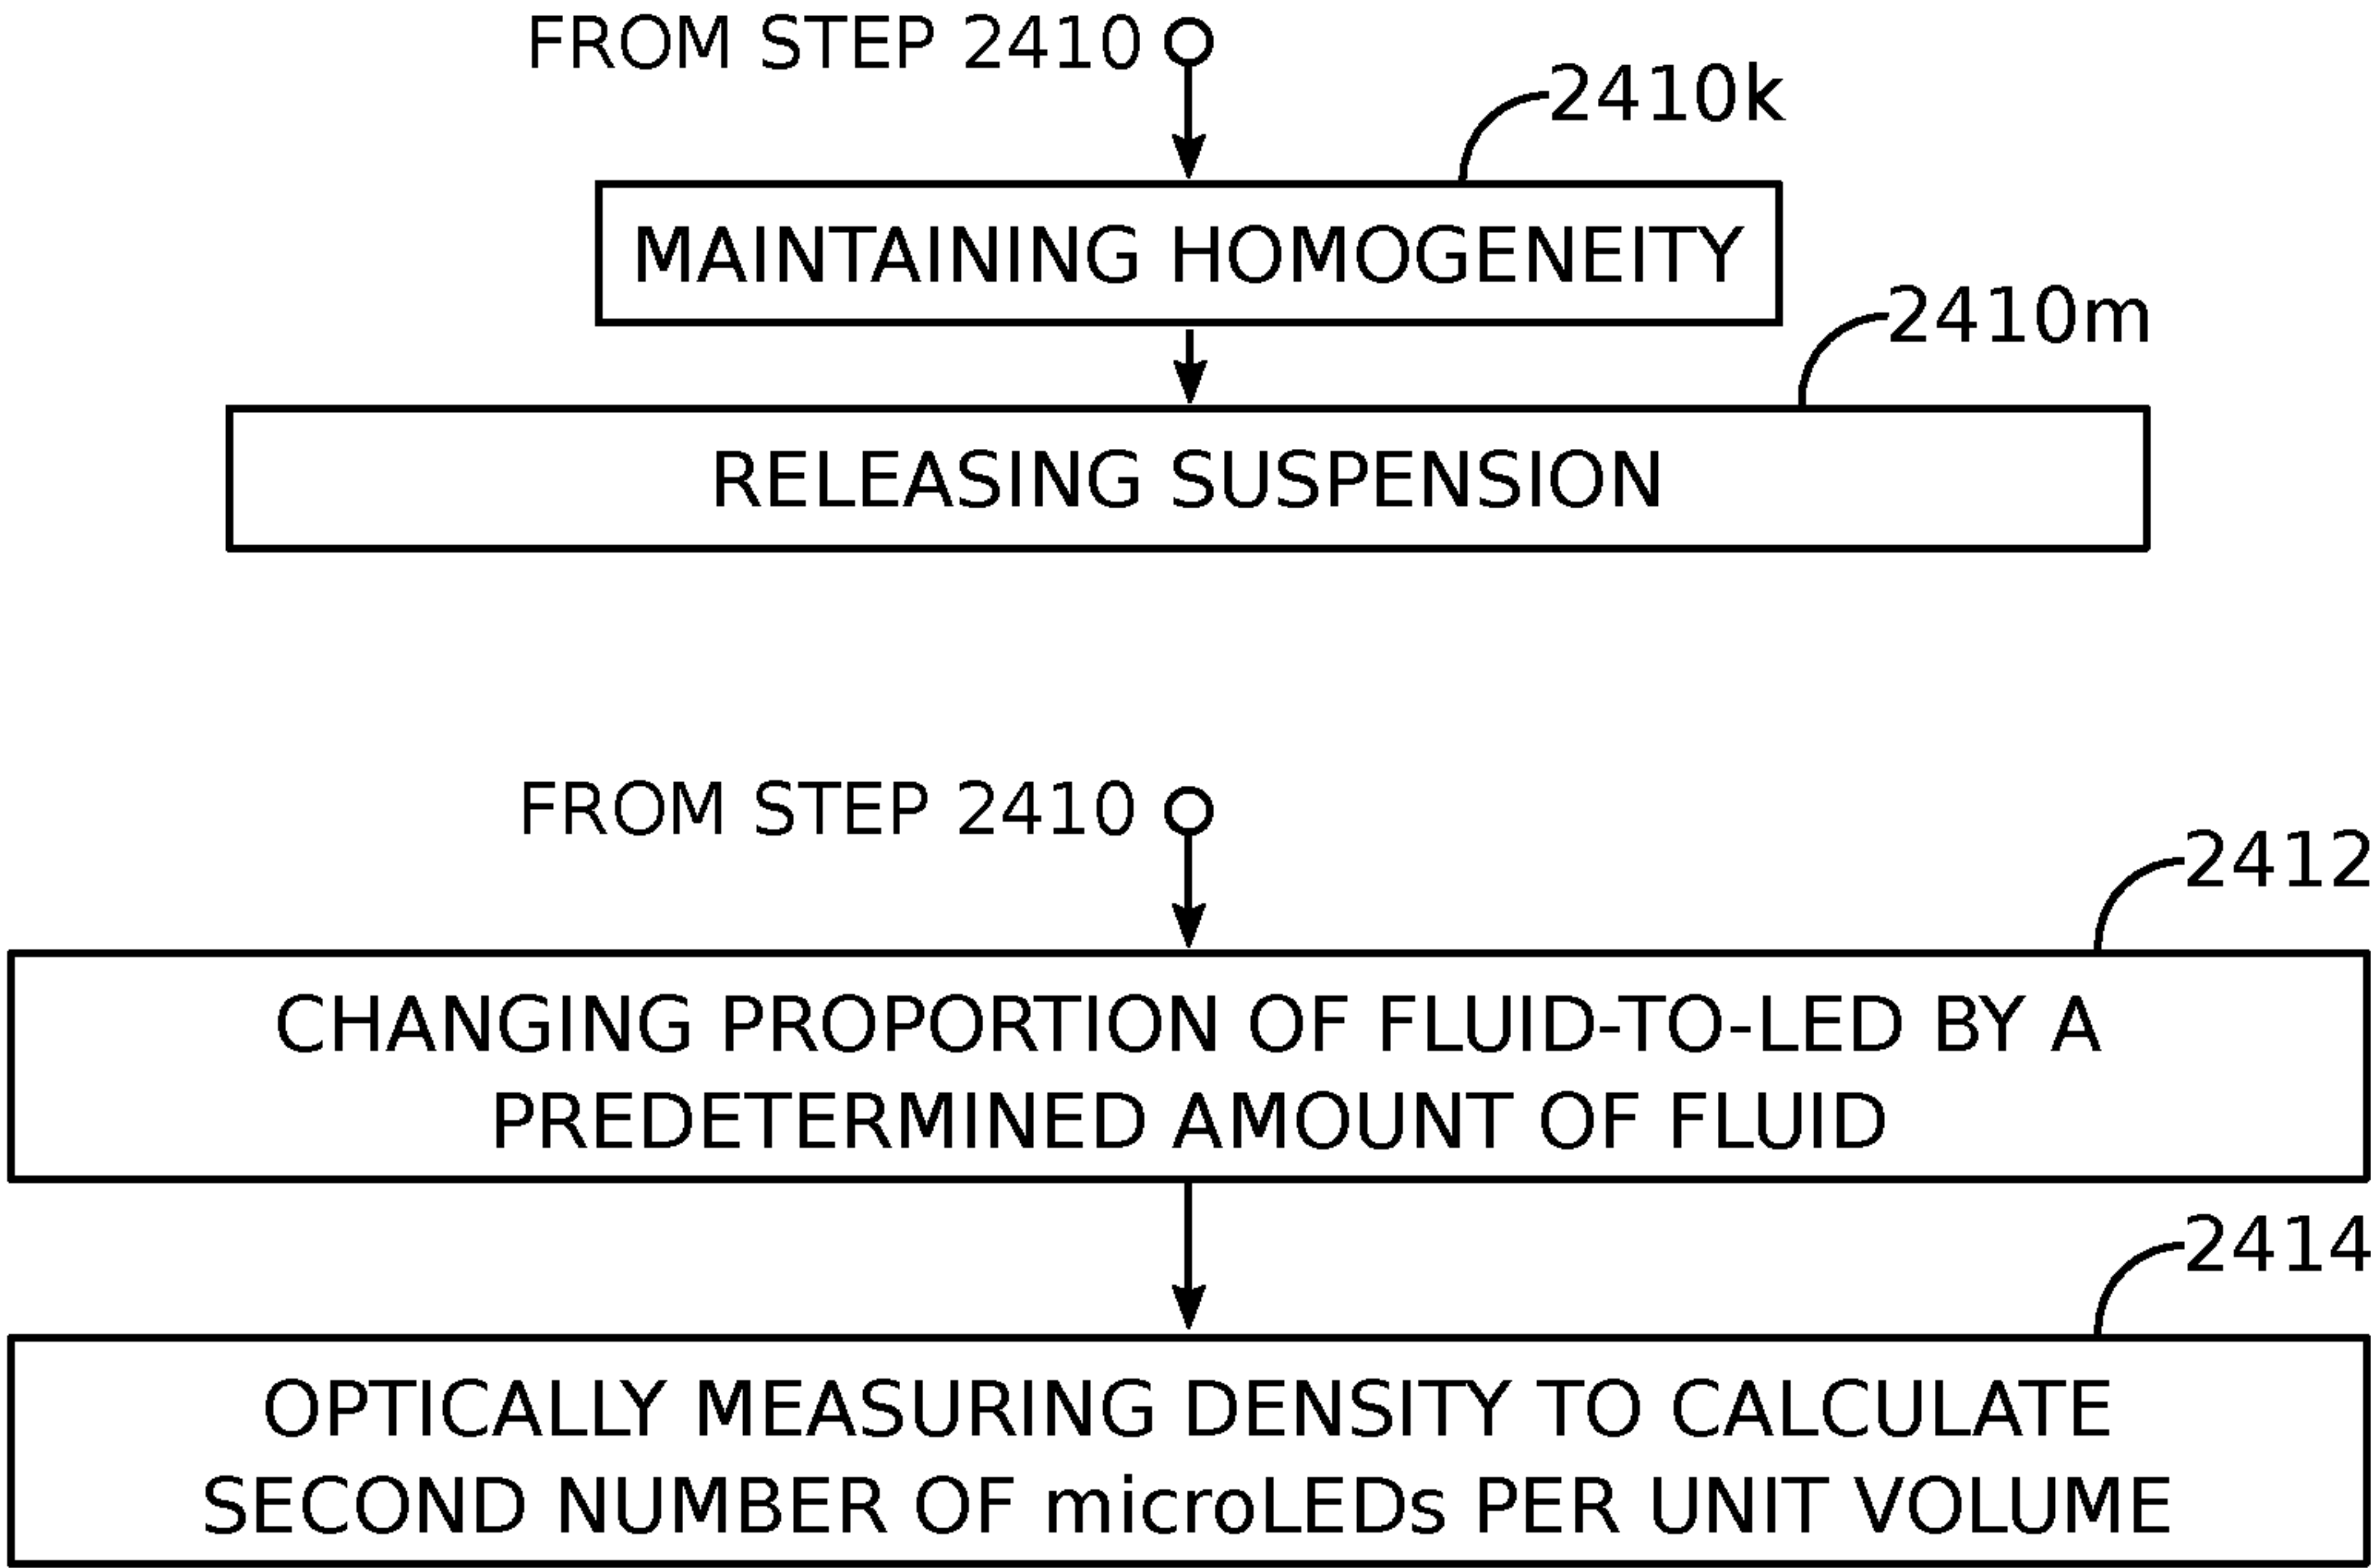 FROM STEP 2410
2410k
MAINTAINING HOMOGENEITY
2410m
RELEASING SUSPENSION
FROM STEP 2410
2412
CHANGING PROPORTION OF FLUID-TO-LED BY A
PREDETERMINED AMOUNT OF FLUID
2414
OPTICALLY MEASURING DENSITY TO CALCULATE
SECOND NUMBER OF microLEDs PER UNIT VOLUME